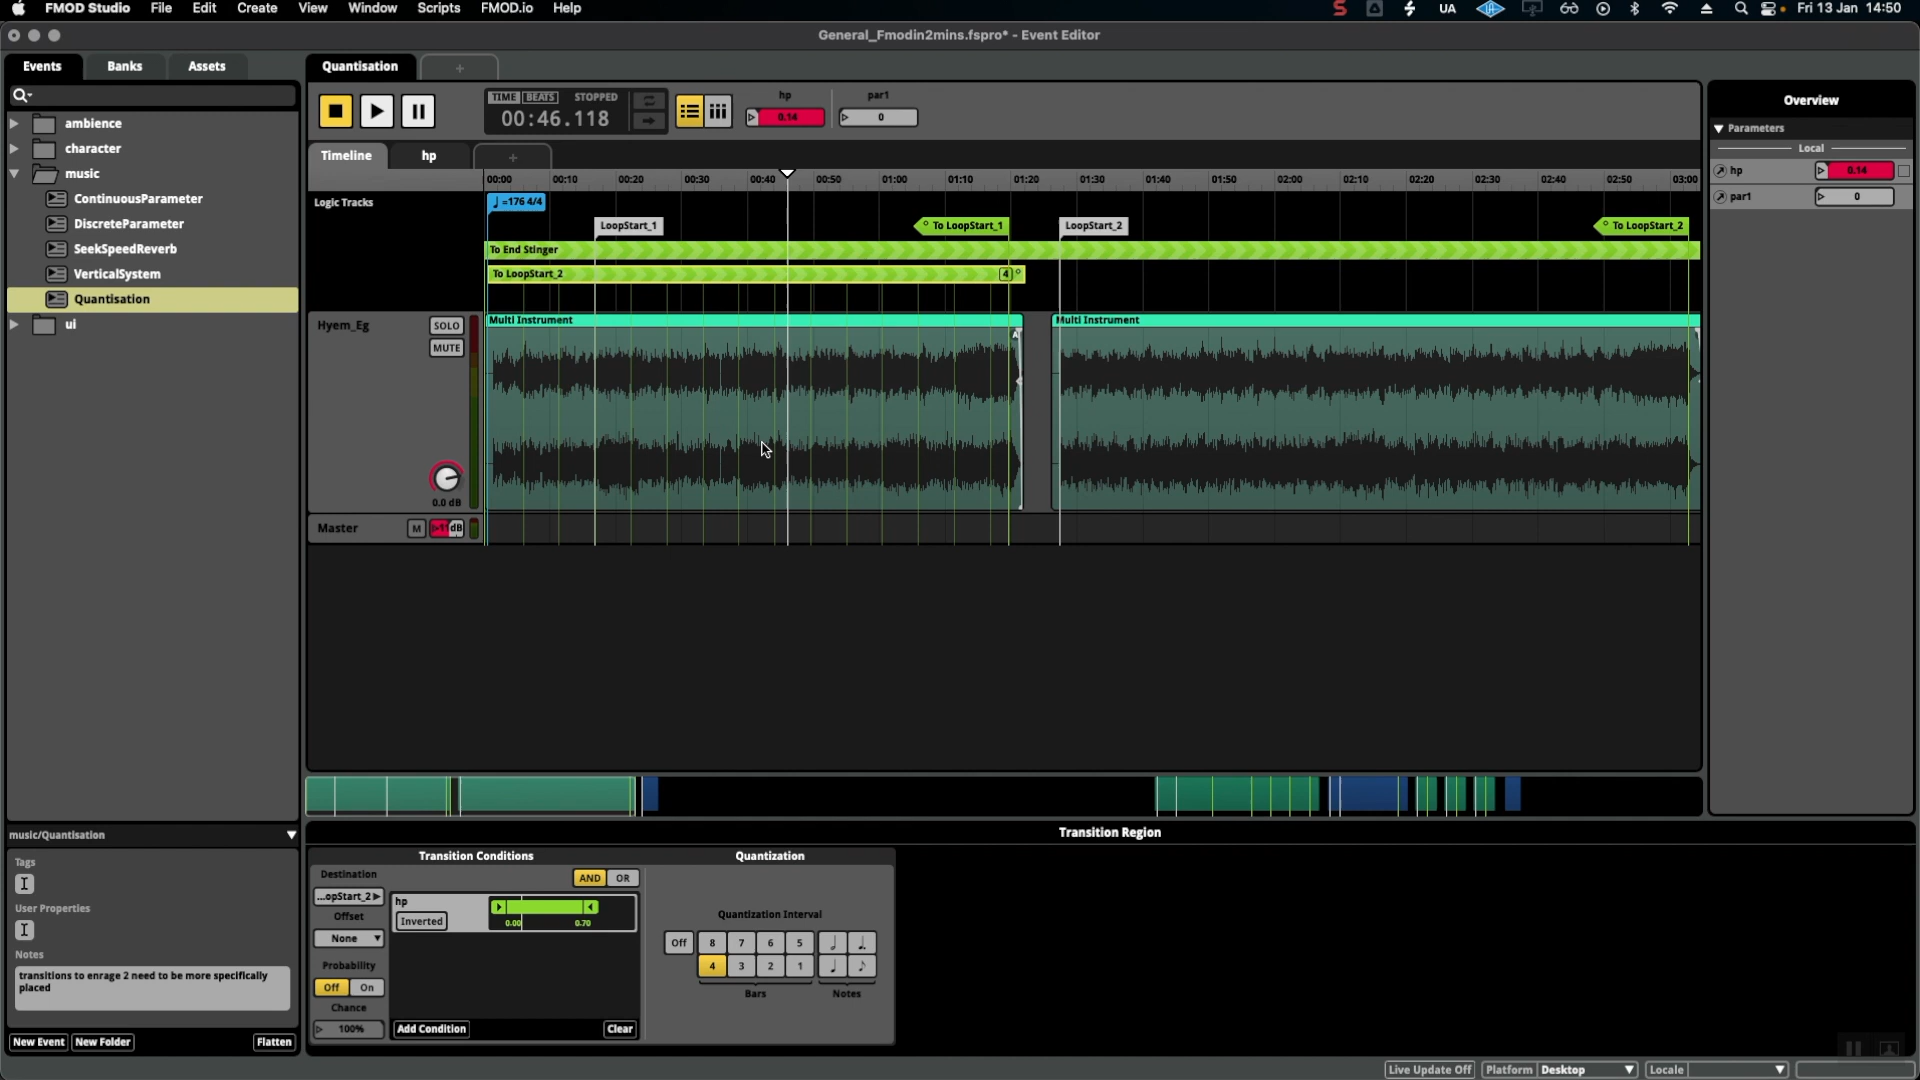 FMOD Studio File Edit Create View Window Scripts FMOD.io Help
UA Fri 13 Jan 14:50
General_Fmodin2mins.fspro* - Event Editor
Events Banks Assets
Quantisation +
TIME BEATS STOPPED
00:46.118
hp
0.14
par1
0
Overview
Parameters
Local
hp 0.14
par1 0
ambience
character
music
ContinuousParameter
DiscreteParameter
SeekSpeedReverb
VerticalSystem
Quantisation
ui
Timeline hp +
00:00 00:10 00:20 00:30 00:40 00:50 01:00 01:10 01:20 01:30 01:40 01:50 02:00 02:10 02:20 02:30 02:40 02:50 03:00
Logic Tracks
♩=176 4/4
LoopStart_1 To LoopStart_1 LoopStart_2 To LoopStart_2
To End Stinger
To LoopStart_2 4
Hyem_Eg SOLO
MUTE
0.0 dB
Multi Instrument Multi Instrument
A
Master M dB
music/Quantisation
Tags
User Properties
Notes
transitions to enrage 2 need to be more specifically
placed
New Event New Folder Flatten
Transition Region
Transition Conditions
Destination AND OR
...opStart_2
Offset
None
Probability
Off On
Chance
100%
hp
Inverted
0.00 0.70
Add Condition Clear
Quantization
Quantization Interval
Off 8 7 6 5
4 3 2 1
Bars Notes
Live Update Off Platform Desktop Locale